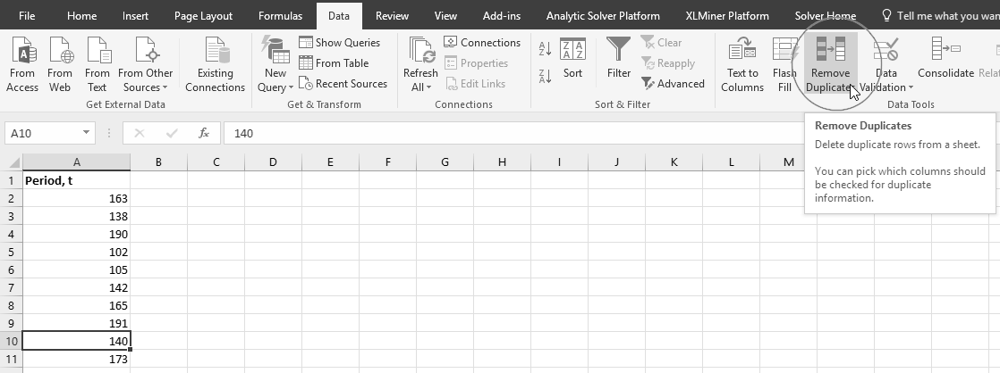 File Home Insert Page Layout Formulas Data Review View Add-ins Analytic Solver Platform XLMiner Platform Solver Home Tell me what you want
From Access
From Web
From Text
From Other Sources
Existing Connections
Get External Data
New Query
Show Queries
From Table
Recent Sources
Get & Transform
Refresh All
Connections
Properties
Edit Links
Connections
A Z
Z A
Z A A Z
Sort
Filter
Clear
Reapply
Advanced
Sort & Filter
Text to Columns
Flash Fill
Remove Duplicates
Data Validation
Consolidate
Data Tools
A10 fx 140
Remove Duplicates
Delete duplicate rows from a sheet.
You can pick which columns should
be checked for duplicate
information.
A B C D E F G H I J K L M
1 Period, t
2 163
3 138
4 190
5 102
6 105
7 142
8 165
9 191
10 140
11 173